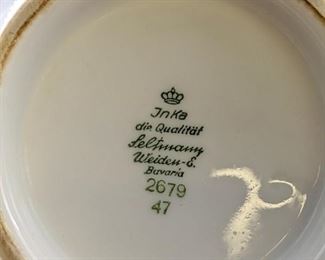 Inka
die Qualität
Seltmann
Weiden-E.
Bavaria
2679
47